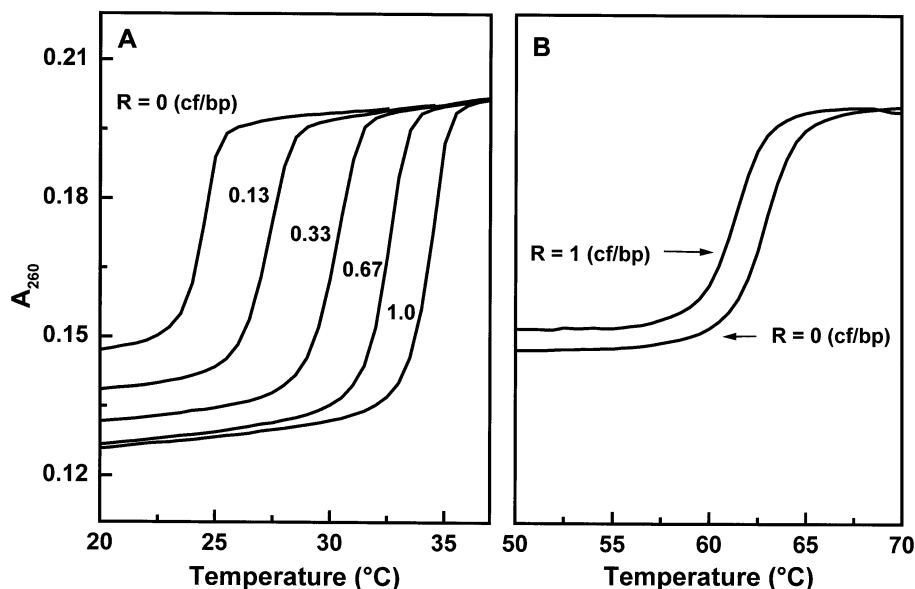 A
B
0.21
R = 0 (cf/bp)
0.18
0.13
0.33
R = 1 (cf/bp)
0.67
A260
1.0
0.15
R = 0 (cf/bp)
0.12
20 25 30 35
50 55 60 65 70
Temperature (°C)
Temperature (°C)